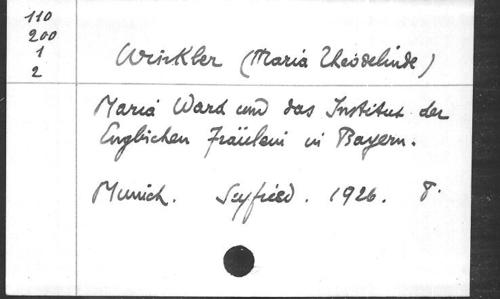 110
200
1
2
Winkler (Maria Theodelinde)
Maria Ward und das Institut der
Englischen Fräulein in Bayern.
Munich. Seyfried. 1926. 8.